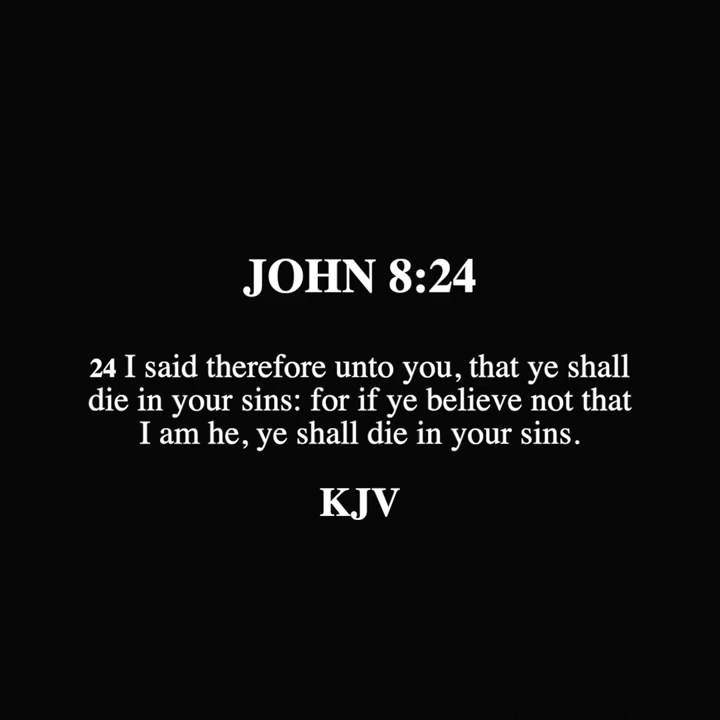 JOHN 8:24
24 I said therefore unto you, that ye shall
die in your sins: for if ye believe not that
I am he, ye shall die in your sins.
KJV